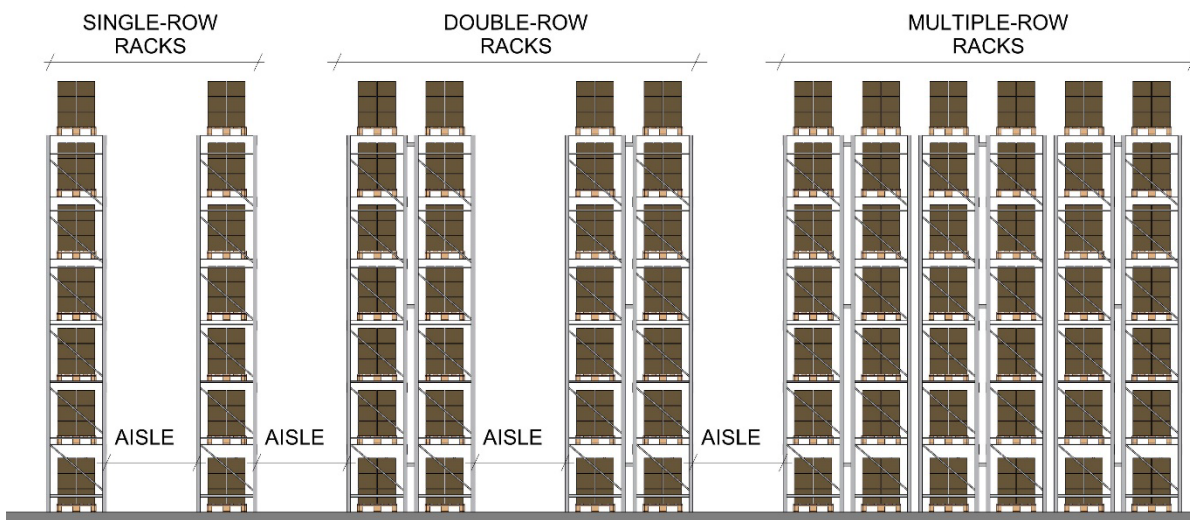 SINGLE-ROW
RACKS
DOUBLE-ROW
RACKS
MULTIPLE-ROW
RACKS
AISLE
AISLE
AISLE
AISLE